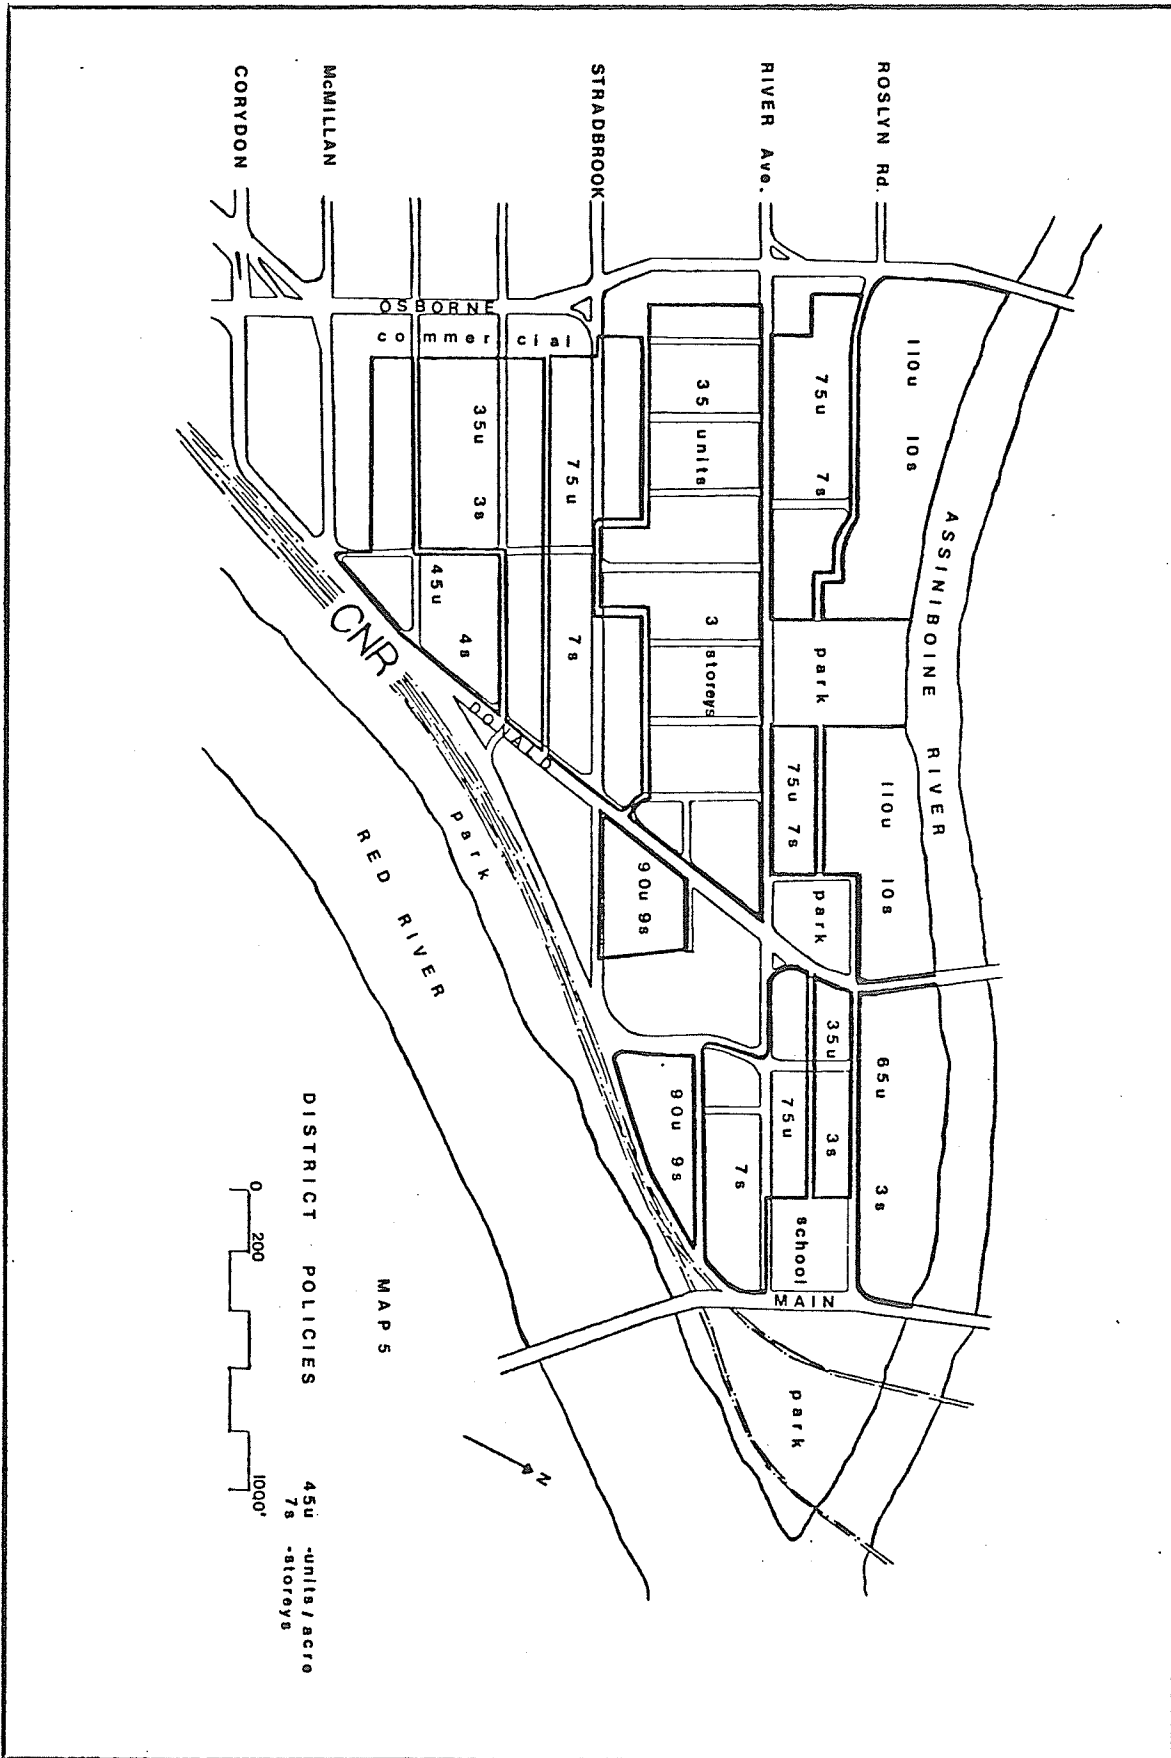 ROSLYN Rd.
RIVER Ave.
STRADBROOK
McMILLAN
CORYDON
ASSINIBOINE RIVER
110u 10s
75u 7s
35 units 3 storeys
OSBORNE
commercial
75u 7s
35u 3s
45u 4s
CNR
DONALD
park
park
park
RED RIVER
110u 10s
75u 7s
90u 9s
65u 3s
35u 3s
75u
7s
90u 9s
school
MAIN
park
MAP 5
DISTRICT POLICIES
45u -units/acre
7s -storeys
0 200 1000'
N